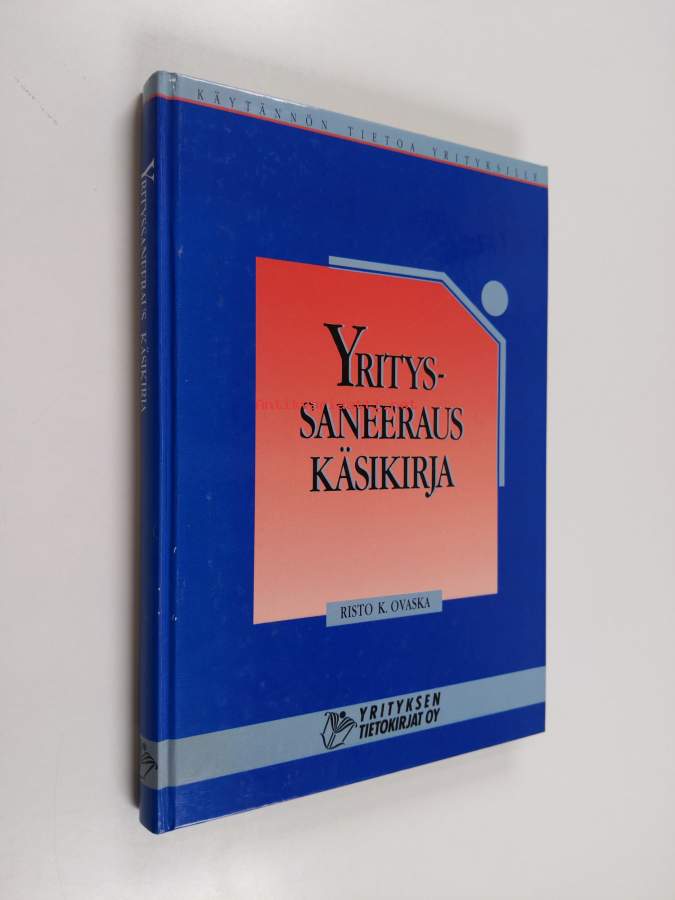 KÄYTÄNNÖN TIETOA YRITYKSILLE
YRITYSSANEERAUS KÄSIKIRJA
YRITYS-
SANEERAUS
KÄSIKIRJA
RISTO K. OVASKA
YRITYKSEN
TIETOKIRJAT OY